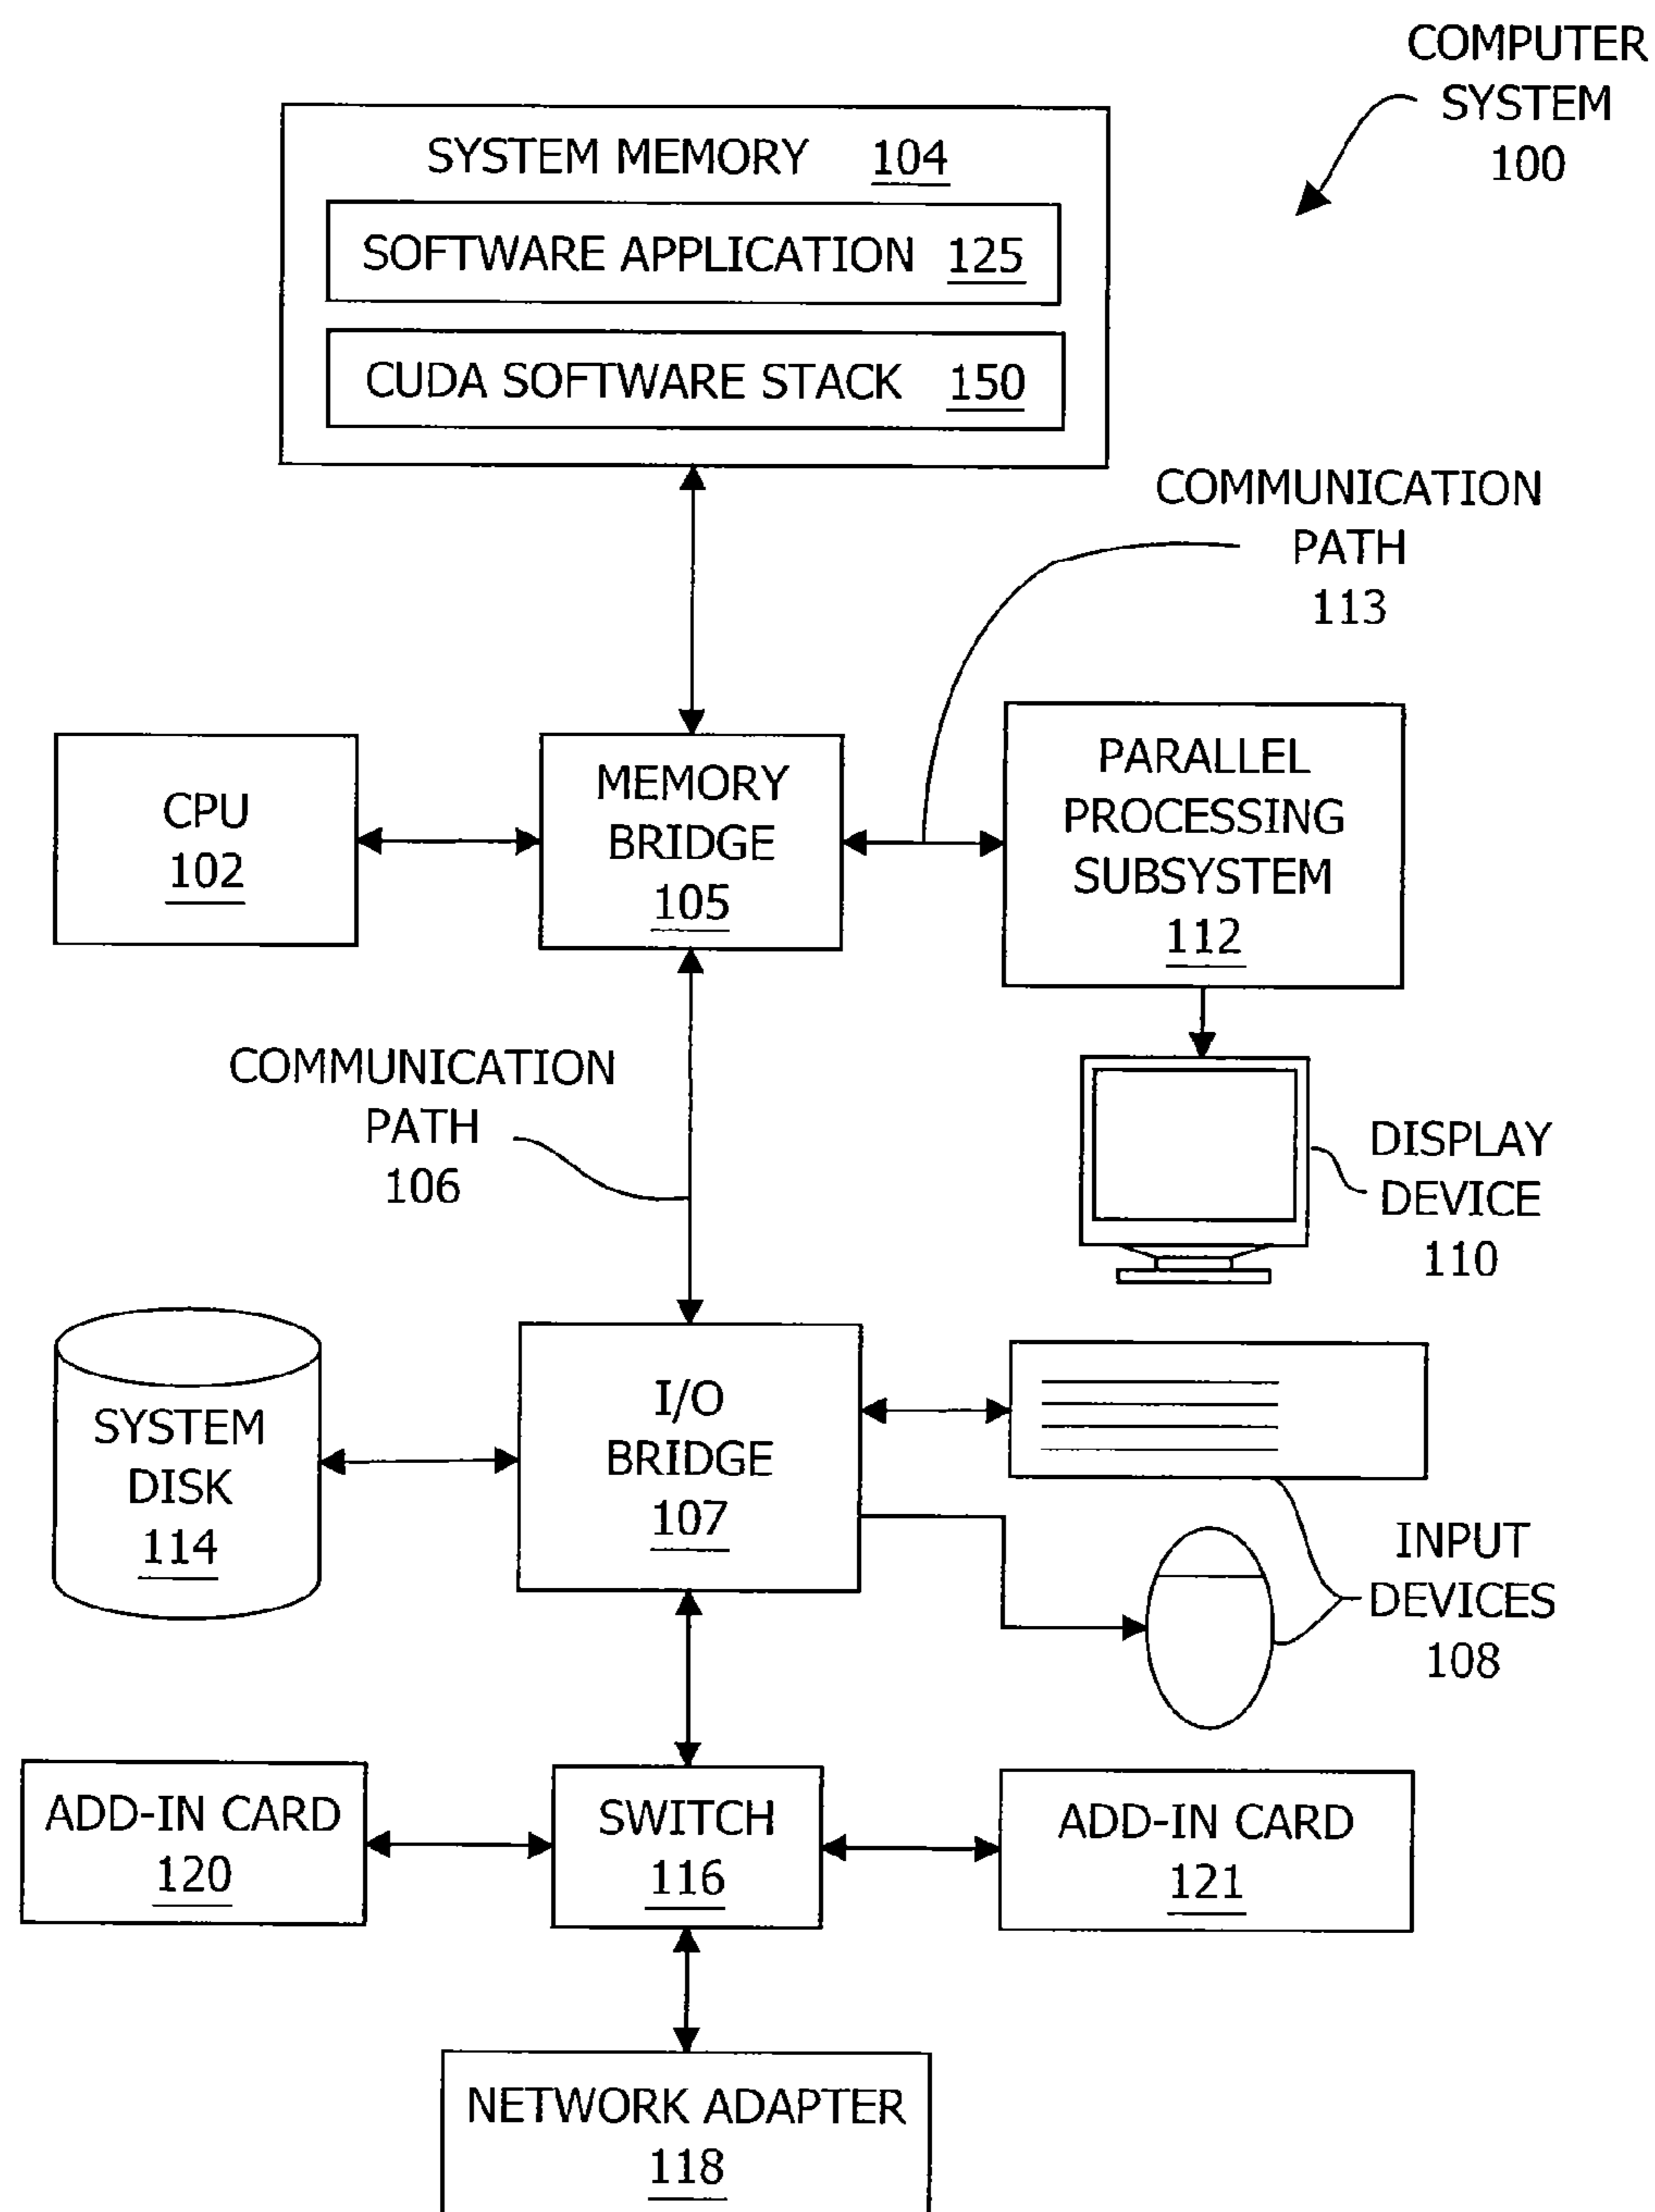 COMPUTER
SYSTEM
100
SYSTEM MEMORY 104
SOFTWARE APPLICATION 125
CUDA SOFTWARE STACK 150
COMMUNICATION
PATH
113
CPU
102
MEMORY
BRIDGE
105
PARALLEL
PROCESSING
SUBSYSTEM
112
COMMUNICATION
PATH
106
DISPLAY
DEVICE
110
SYSTEM
DISK
114
I/O
BRIDGE
107
INPUT
DEVICES
108
ADD-IN CARD
120
SWITCH
116
ADD-IN CARD
121
NETWORK ADAPTER
118